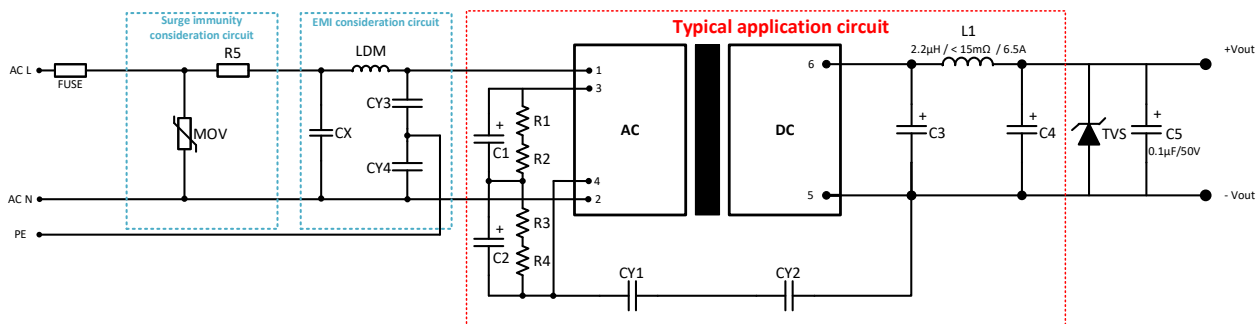 Surge immunity
consideration circuit
EMI consideration circuit
Typical application circuit
R5
LDM
L1
2.2µH / < 15mΩ / 6.5A
AC L
FUSE
+Vout
1
3
6
CY3
R1
MOV
CX
C1
AC
DC
C3
C4
TVS
C5
0.1µF/50V
R2
CY4
4
2
5
AC N
- Vout
PE
R3
C2
R4
CY1
CY2